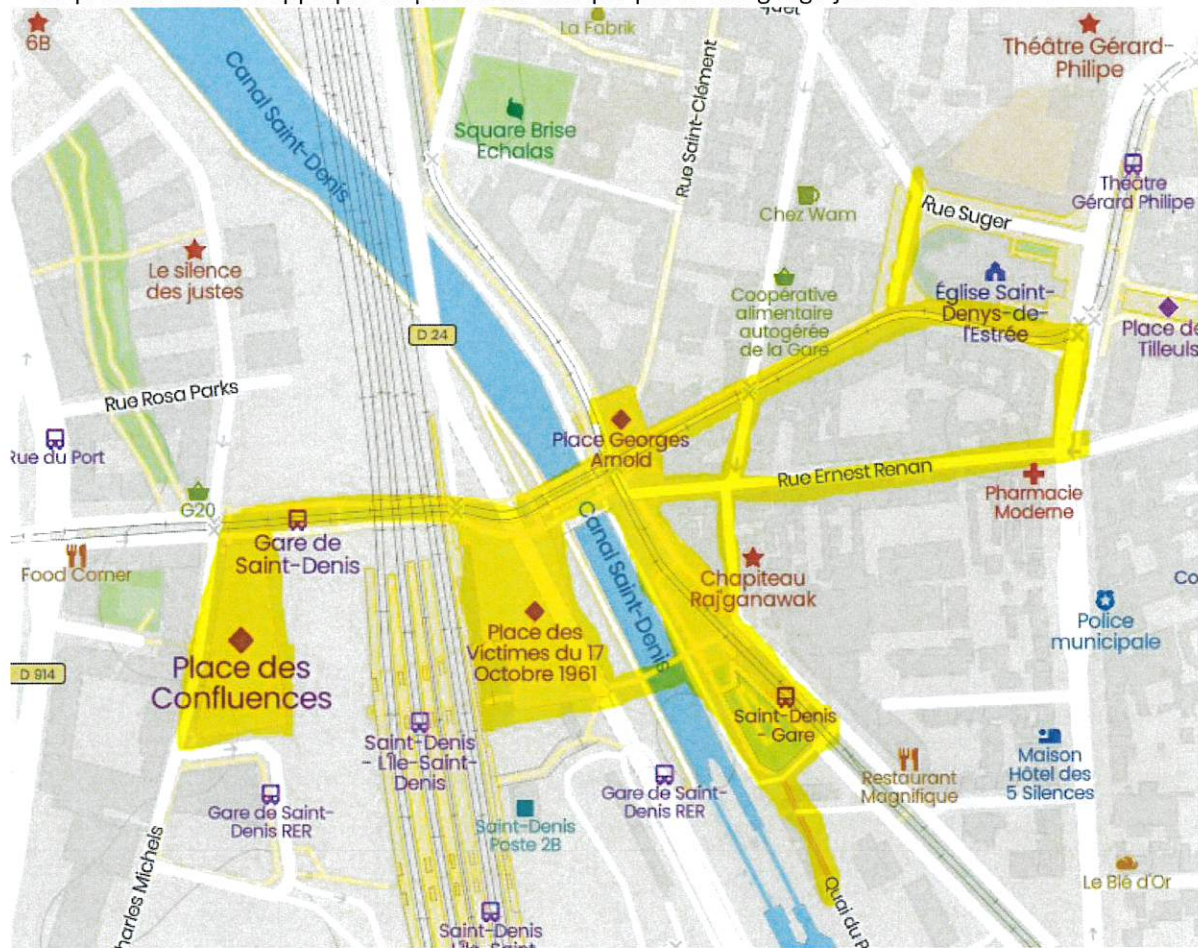 6B
La Fabrik
Théâtre Gérard-
Philipe
Canal Saint-Denis
Square Brise
Echalas
Rue Saint-Clément
Théâtre
Gérard Philipe
Chez Wam
Rue Suger
Le silence
des justes
Coopérative
alimentaire
autogérée
de la Gare
Église Saint-
Denys-de-
l'Estrée
Place de
Tilleuls
D 24
Rue Rosa Parks
Place Georges
Arnold
Rue du Port
Rue Ernest Renan
Pharmacie
Moderne
G20
Gare de
Saint-Denis
Food Corner
Canal Saint-Denis
Chapiteau
Raj'ganawak
Co
Police
municipale
Place des
Victimes du 17
Octobre 1961
D 914
Place des
Confluences
Saint-Denis
- Gare
Saint-Denis
- L'Île-Saint-
Denis
Maison
Hôtel des
5 Silences
Restaurant
Magnifique
Gare de Saint-
Denis RER
Gare de Saint-
Denis RER
Saint-Denis
Poste 2B
Le Blé d'Or
harles Michels
Quai du P
Saint-Denis